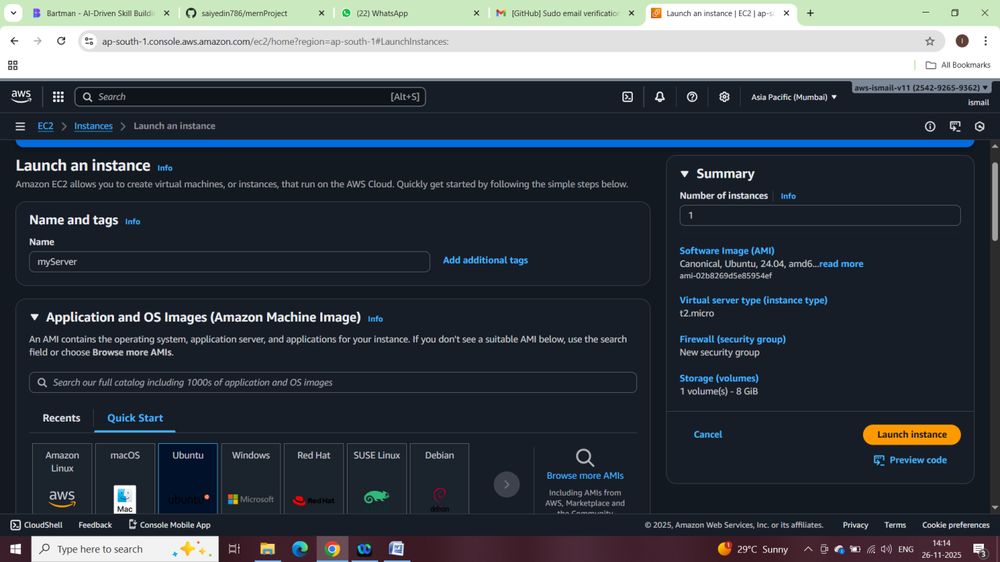 Bartman - AI-Driven Skill Buildi
saiyedin786/mernProject
(22) WhatsApp
[GitHub] Sudo email verification
Launch an instance | EC2 | ap-so
ap-south-1.console.aws.amazon.com/ec2/home?region=ap-south-1#LaunchInstances:
I
All Bookmarks
aws
Search
[Alt+S]
Asia Pacific (Mumbai)
aws-ismail-v11 (2542-9265-9362)
ismail
EC2
Instances
Launch an instance
Launch an instance Info
Amazon EC2 allows you to create virtual machines, or instances, that run on the AWS Cloud. Quickly get started by following the simple steps below.
Name and tags Info
Name
myServer
Add additional tags
Application and OS Images (Amazon Machine Image) Info
An AMI contains the operating system, application server, and applications for your instance. If you don't see a suitable AMI below, use the search
field or choose Browse more AMIs.
Search our full catalog including 1000s of application and OS images
Recents
Quick Start
Amazon
Linux
aws
macOS
Mac
Ubuntu
ubuntu
Windows
Microsoft
Red Hat
Red Hat
SUSE Linux
Debian
debian
Browse more AMIs
Including AMIs from
AWS, Marketplace and
the Community
Summary
Number of instances Info
1
Software Image (AMI)
Canonical, Ubuntu, 24.04, amd6...read more
ami-02b8269d5e85954ef
Virtual server type (instance type)
t2.micro
Firewall (security group)
New security group
Storage (volumes)
1 volume(s) - 8 GiB
Cancel
Launch instance
Preview code
CloudShell
Feedback
Console Mobile App
© 2025, Amazon Web Services, Inc. or its affiliates.
Privacy
Terms
Cookie preferences
Type here to search
1
29°C Sunny
ENG
14:14
26-11-2025
3